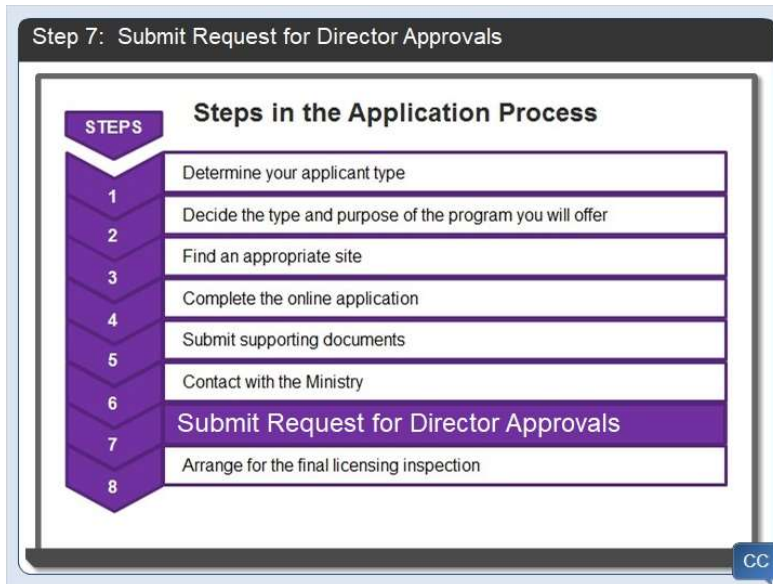 Step 7: Submit Request for Director Approvals
Steps in the Application Process
STEPS
1
Determine your applicant type
2
Decide the type and purpose of the program you will offer
3
Find an appropriate site
4
Complete the online application
5
Submit supporting documents
6
Contact with the Ministry
7
Submit Request for Director Approvals
8
Arrange for the final licensing inspection
CC